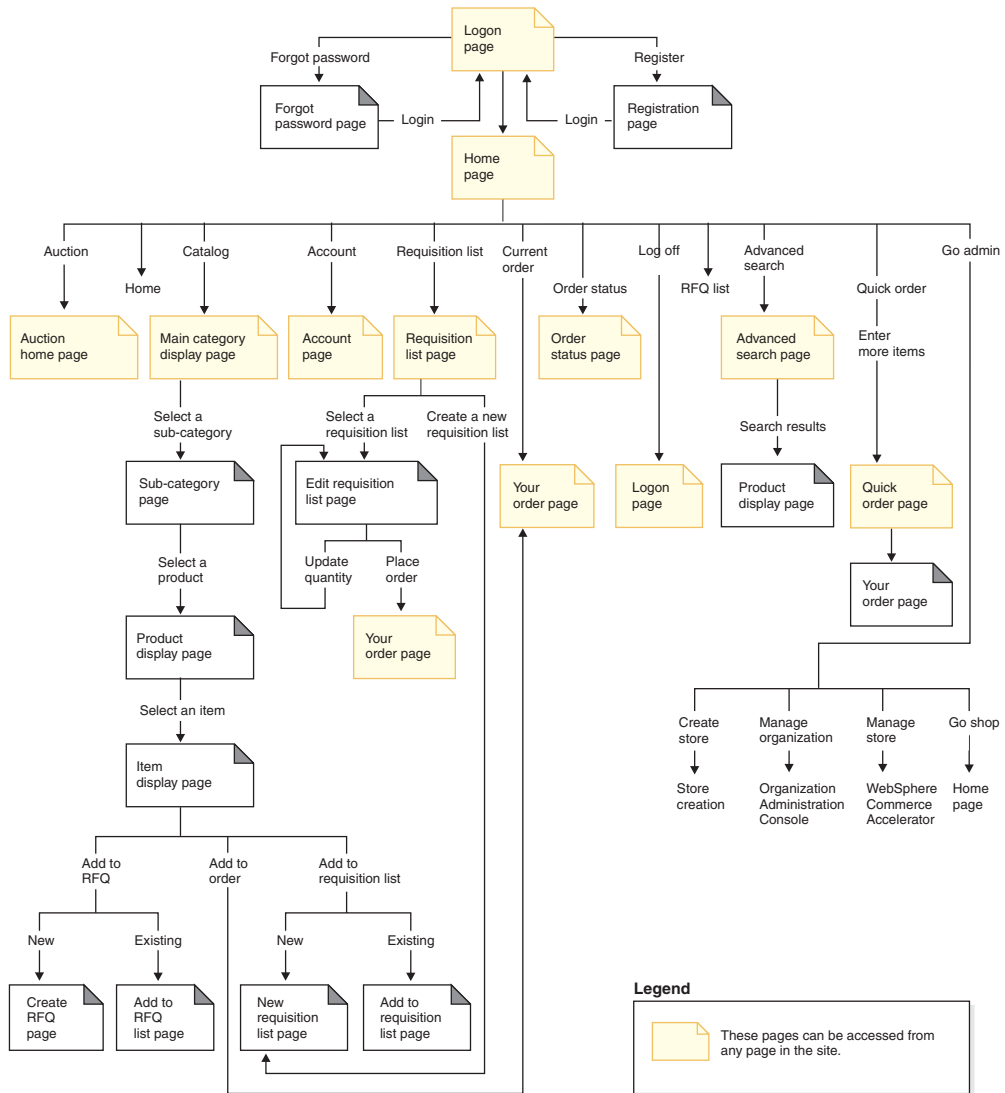 Logon
page
Forgot password
Register
Forgot
password page
Login
Login
Registration
page
Home
page
Auction
Home
Catalog
Account
Requisition list
Current
order
Order status
Log off
RFQ list
Advanced
search
Quick order
Enter
more items
Go admin
Auction
home page
Main category
display page
Account
page
Requisition
list page
Order
status page
Advanced
search page
Select a
sub-category
Select a
requisition list
Create a new
requisition list
Search results
Sub-category
page
Edit requisition
list page
Your
order page
Logon
page
Product
display page
Quick
order page
Select a
product
Update
quantity
Place
order
Your
order page
Product
display page
Your
order page
Select an item
Item
display page
Create
store
Manage
organization
Manage
store
Go shop
Store
creation
Organization
Administration
Console
WebSphere
Commerce
Accelerator
Home
page
Add to
RFQ
Add to
order
Add to
requisition list
New
Existing
New
Existing
Create
RFQ
page
Add to
RFQ
list page
New
requisition
list page
Add to
requisition
list page
Legend
These pages can be accessed from
any page in the site.